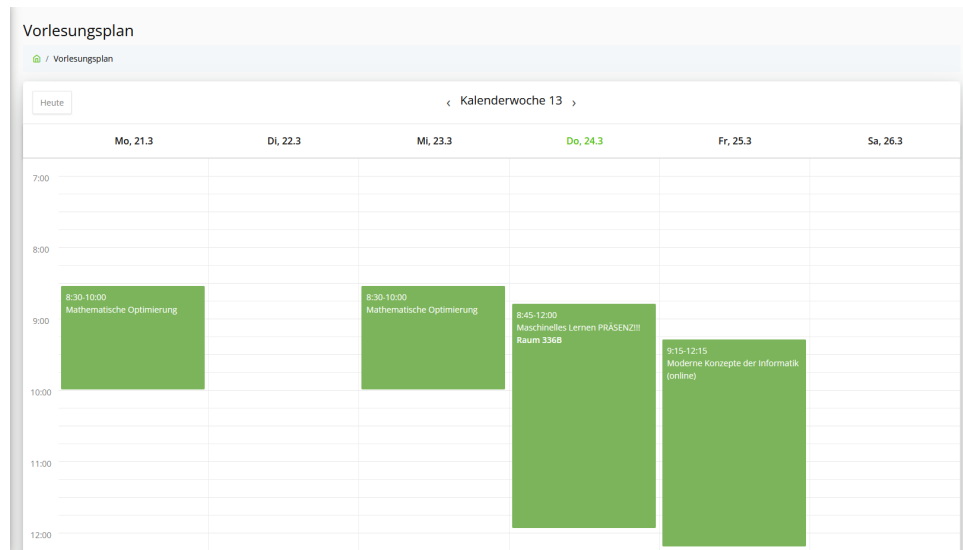 Vorlesungsplan
/ Vorlesungsplan
Heute
‹ Kalenderwoche 13 ›
Mo, 21.3 Di, 22.3 Mi, 23.3 Do, 24.3 Fr, 25.3 Sa, 26.3
7:00
8:00
8:30-10:00
Mathematische Optimierung
8:30-10:00
Mathematische Optimierung
8:45-12:00
Maschinelles Lernen PRÄSENZ!!!
Raum 336B
9:15-12:15
Moderne Konzepte der Informatik
(online)
9:00
10:00
11:00
12:00